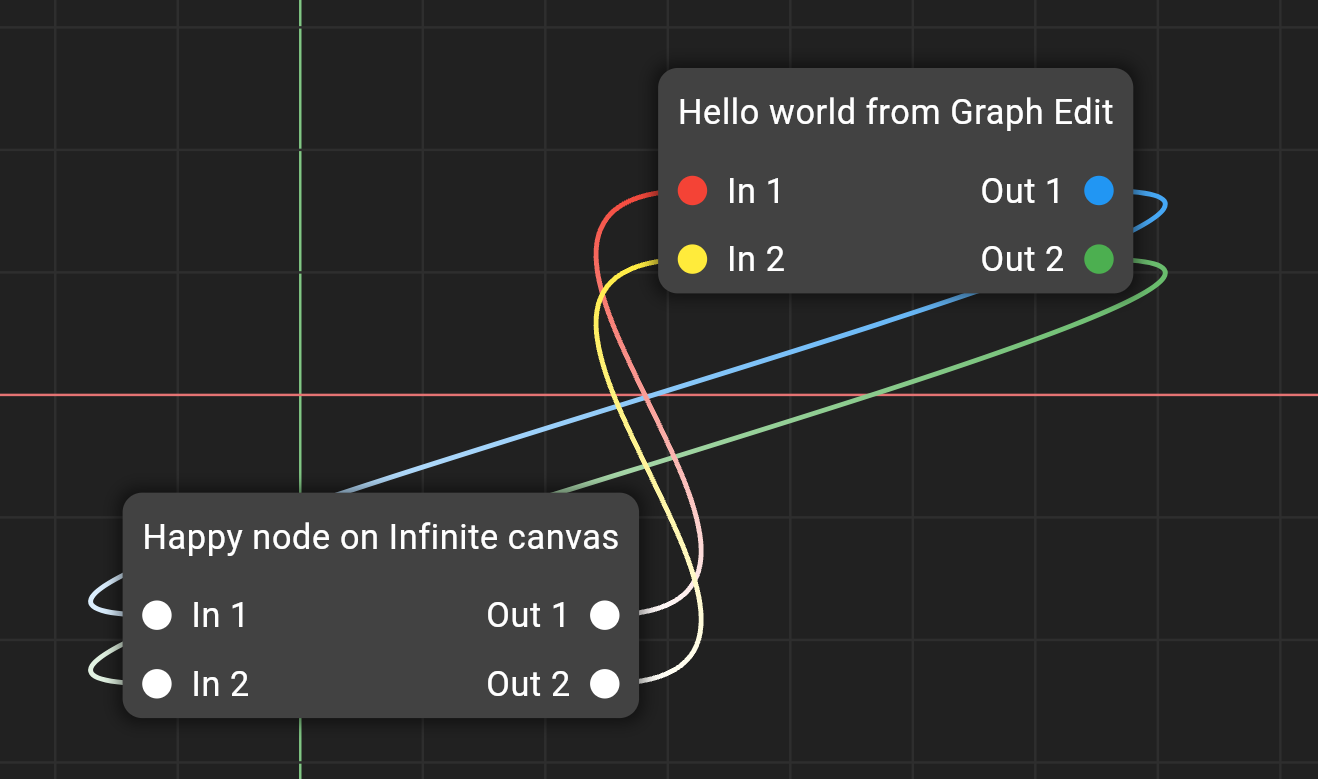 Hello world from Graph Edit
In 1 Out 1
In 2 Out 2
Happy node on Infinite canvas
In 1 Out 1
In 2 Out 2